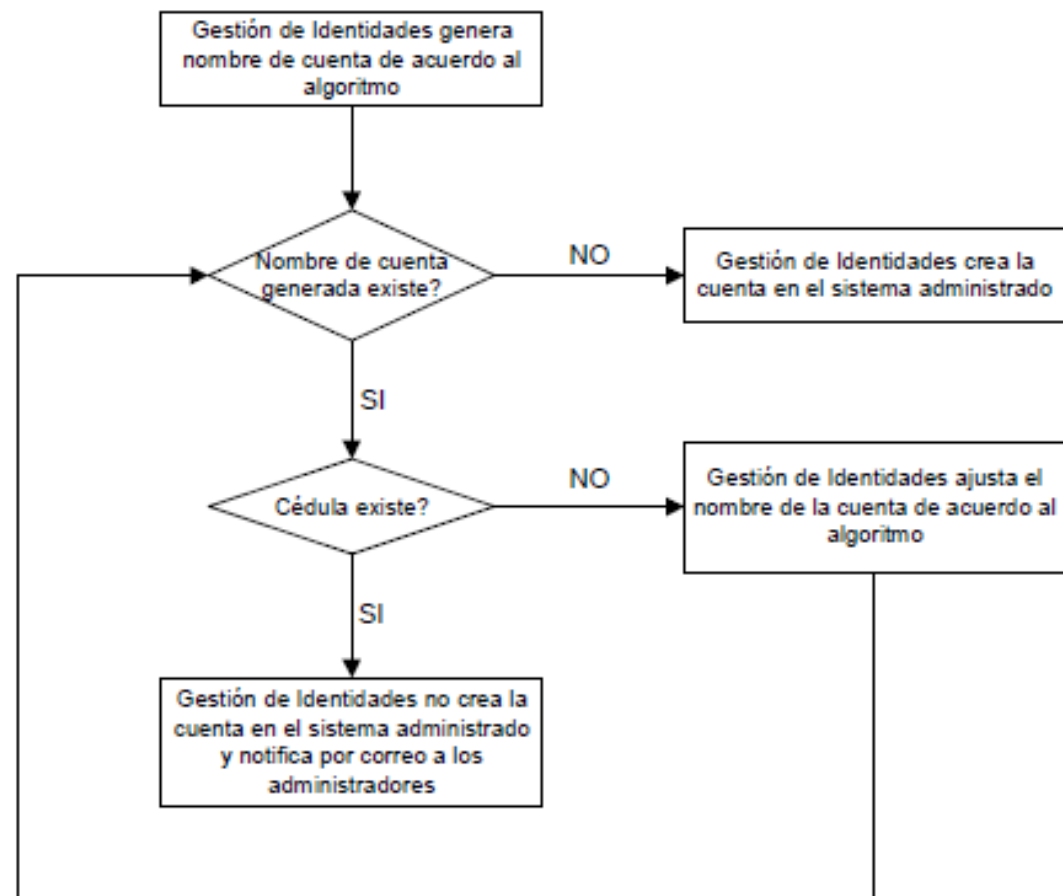 Gestión de Identidades genera
nombre de cuenta de acuerdo al
algoritmo
Nombre de cuenta
generada existe?
NO
Gestión de Identidades crea la
cuenta en el sistema administrado
SI
Cédula existe?
NO
Gestión de Identidades ajusta el
nombre de la cuenta de acuerdo al
algoritmo
SI
Gestión de Identidades no crea la
cuenta en el sistema administrado
y notifica por correo a los
administradores